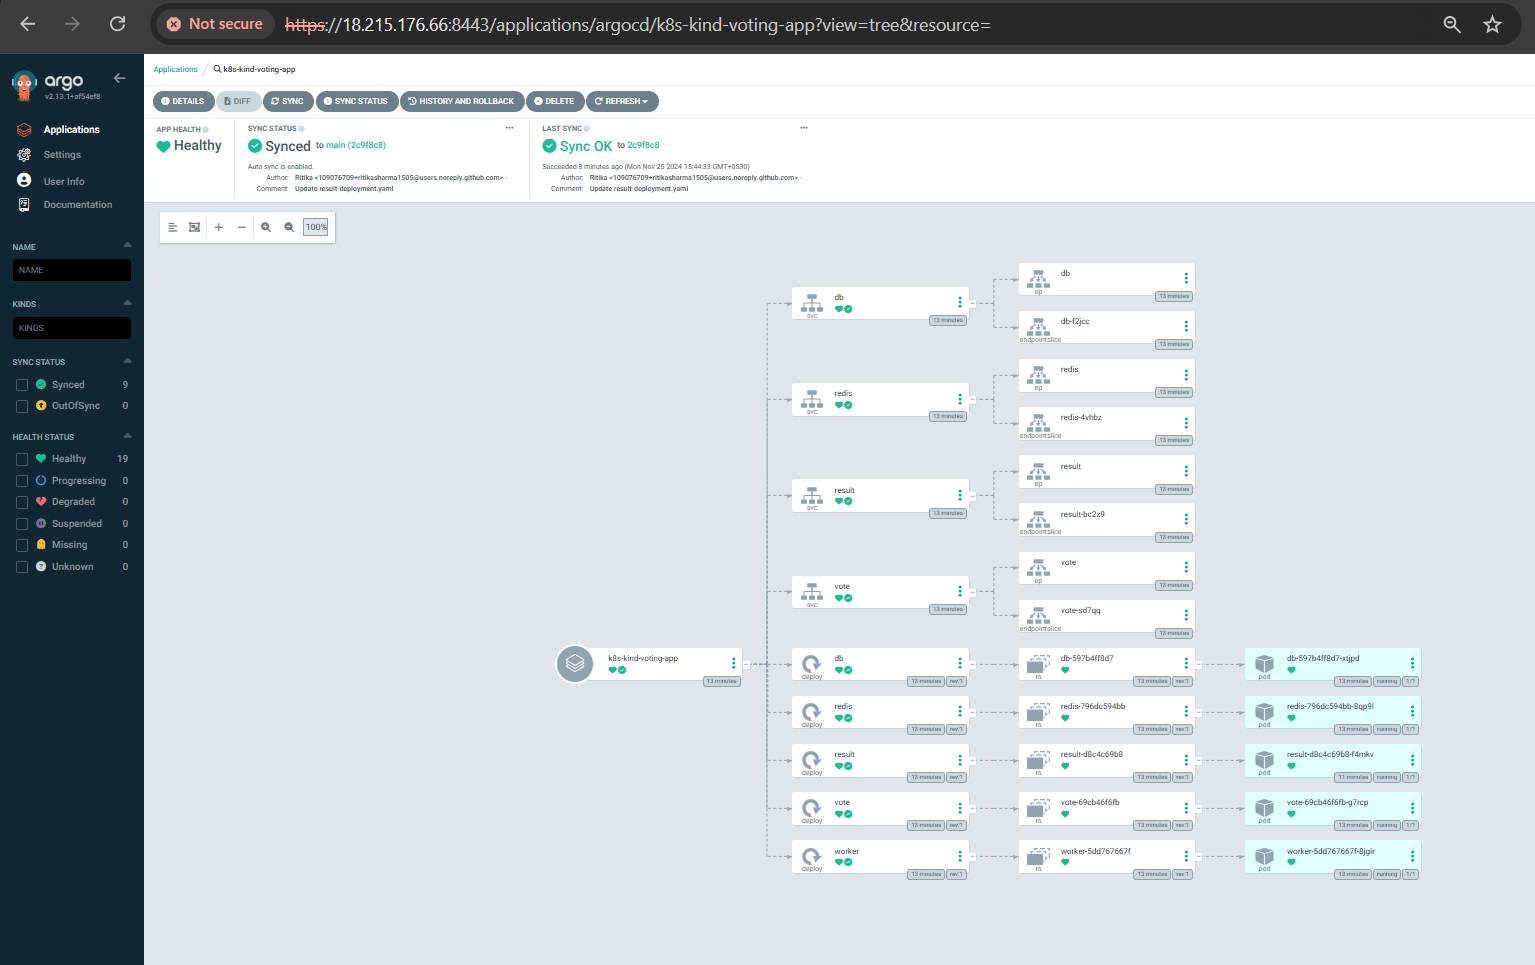 Not secure https://18.215.176.66:8443/applications/argocd/k8s-kind-voting-app?view=tree&resource=
argo
v2.13.1+af54ef8
Applications
Settings
User Info
Documentation
NAME
NAME
KINDS
KINDS
SYNC STATUS
Synced 9
OutOfSync 0
HEALTH STATUS
Healthy 19
Progressing 0
Degraded 0
Suspended 0
Missing 0
Unknown 0
Applications / k8s-kind-voting-app
DETAILS DIFF SYNC SYNC STATUS HISTORY AND ROLLBACK DELETE REFRESH
APP HEALTH
Healthy
SYNC STATUS
Synced to main (2c9f8c8)
Auto sync is enabled.
Author: Ritika <109076709+ritikasharma1505@users.noreply.github.com> -
Comment: Update result-deployment.yaml
LAST SYNC
Sync OK to 2c9f8c8
Succeeded 8 minutes ago (Mon Nov 25 2024 15:44:33 GMT+0530)
Author: Ritika <109076709+ritikasharma1505@users.noreply.github.com> -
Comment: Update result-deployment.yaml
100%
k8s-kind-voting-app
13 minutes
db
svc
13 minutes
db
ep
13 minutes
db-f2jcc
endpointslice
13 minutes
redis
svc
13 minutes
redis
ep
13 minutes
redis-4vhbz
endpointslice
13 minutes
result
svc
13 minutes
result
ep
13 minutes
result-bc2z9
endpointslice
13 minutes
vote
svc
13 minutes
vote
ep
13 minutes
vote-sd7qq
endpointslice
13 minutes
db
deploy
13 minutes rev:1
db-597b4ff8d7
rs
13 minutes rev:1
db-597b4ff8d7-xtjpd
pod
13 minutes running 1/1
redis
deploy
13 minutes rev:1
redis-796dc594bb
rs
13 minutes rev:1
redis-796dc594bb-8qp9l
pod
13 minutes running 1/1
result
deploy
13 minutes rev:1
result-d8c4c69b8
rs
13 minutes rev:1
result-d8c4c69b8-f4mkv
pod
11 minutes running 1/1
vote
deploy
13 minutes rev:1
vote-69cb46f6fb
rs
13 minutes rev:1
vote-69cb46f6fb-g7rcp
pod
13 minutes running 1/1
worker
deploy
13 minutes rev:1
worker-5dd767667f
rs
13 minutes rev:1
worker-5dd767667f-8jglr
pod
13 minutes running 1/1